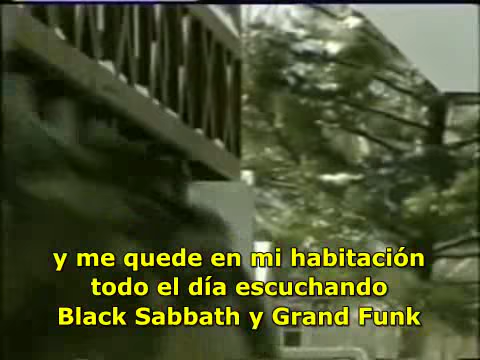 y me quede en mi habitación
todo el día escuchando
Black Sabbath y Grand Funk